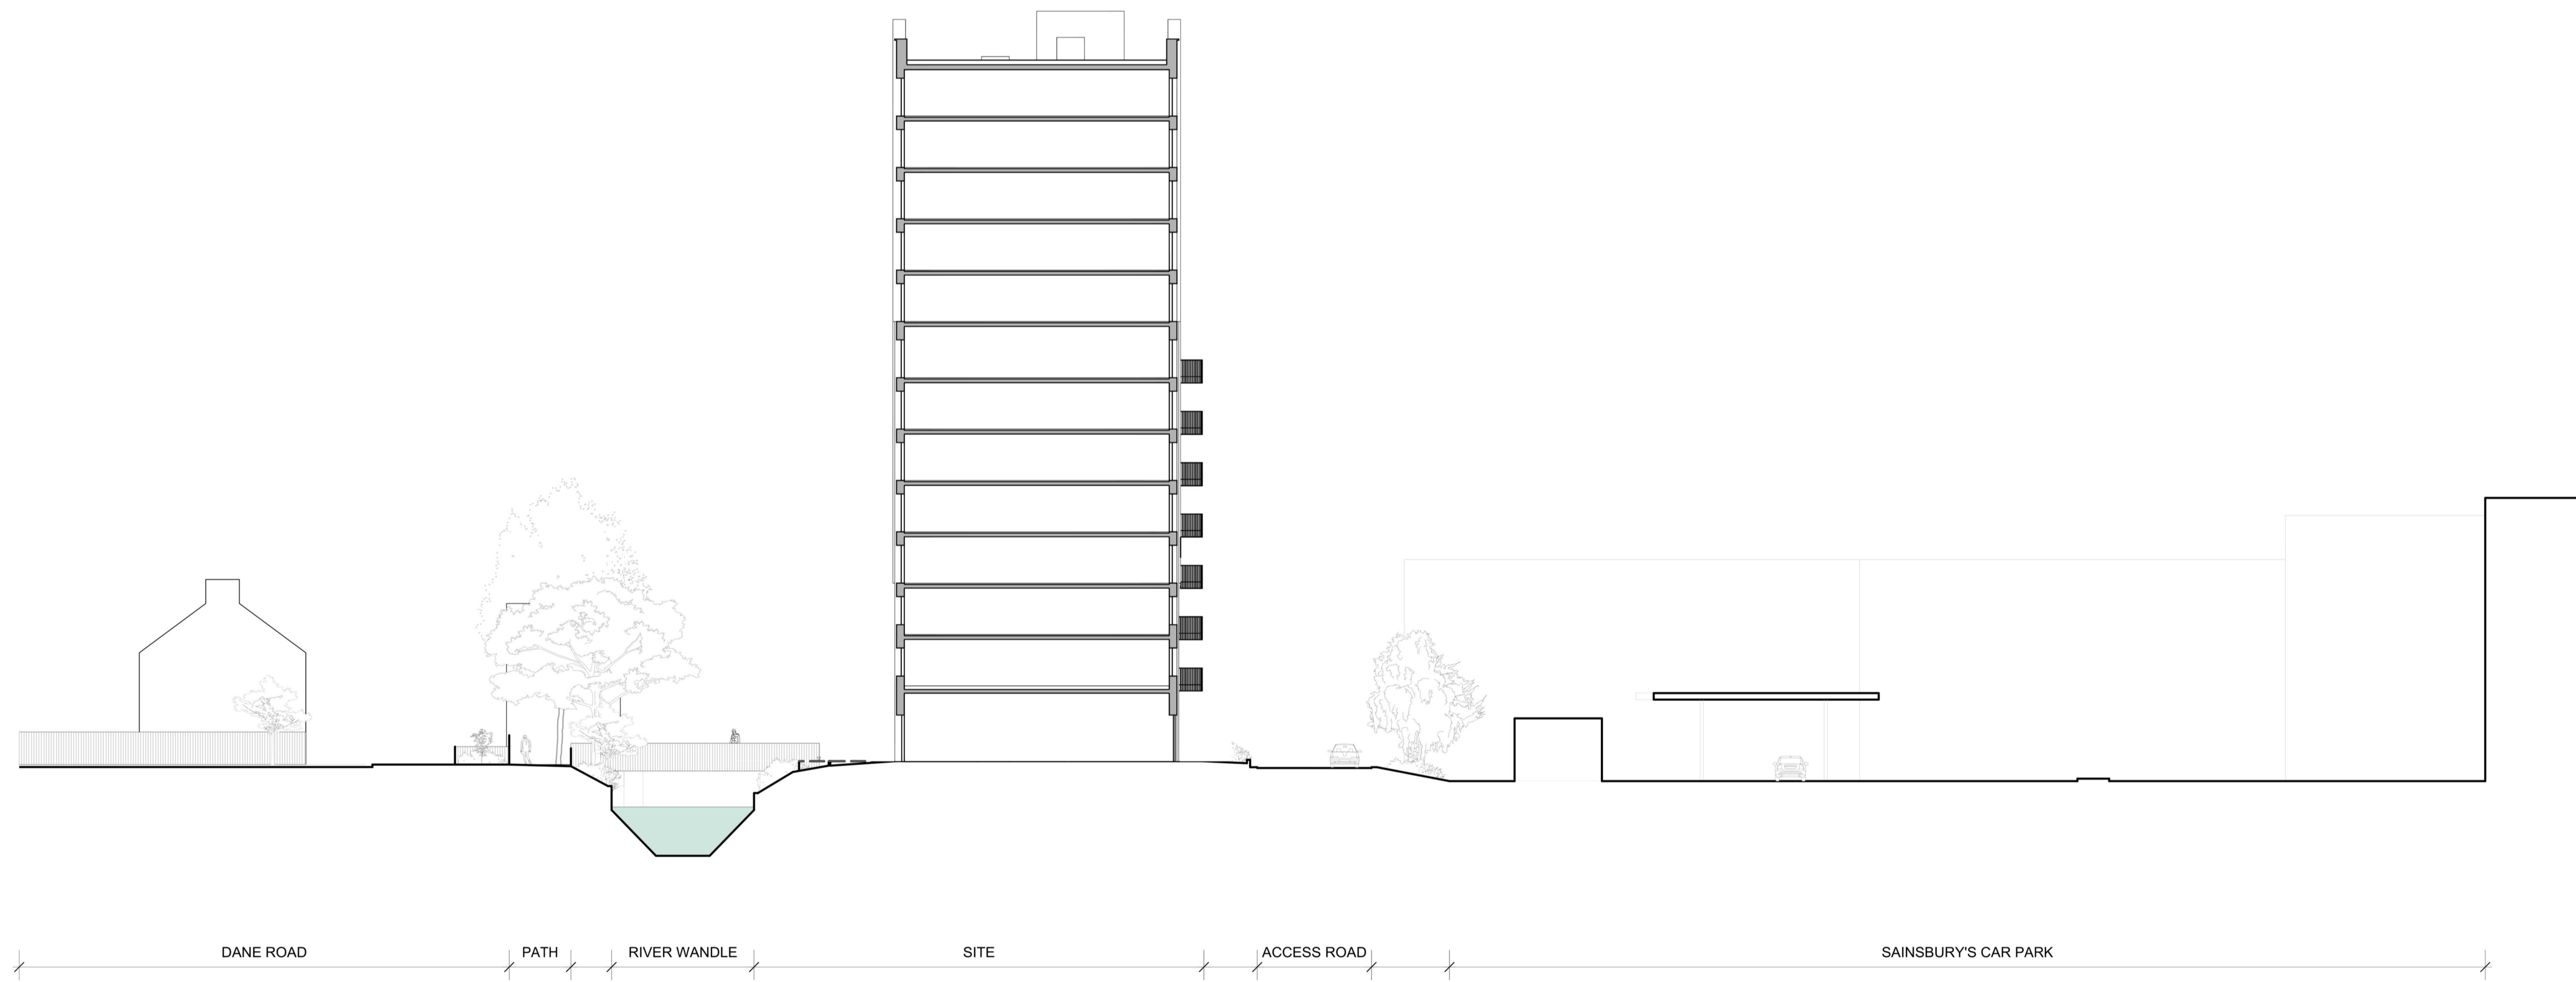 DANE ROAD
PATH
RIVER WANDLE
SITE
ACCESS ROAD
SAINSBURY'S CAR PARK